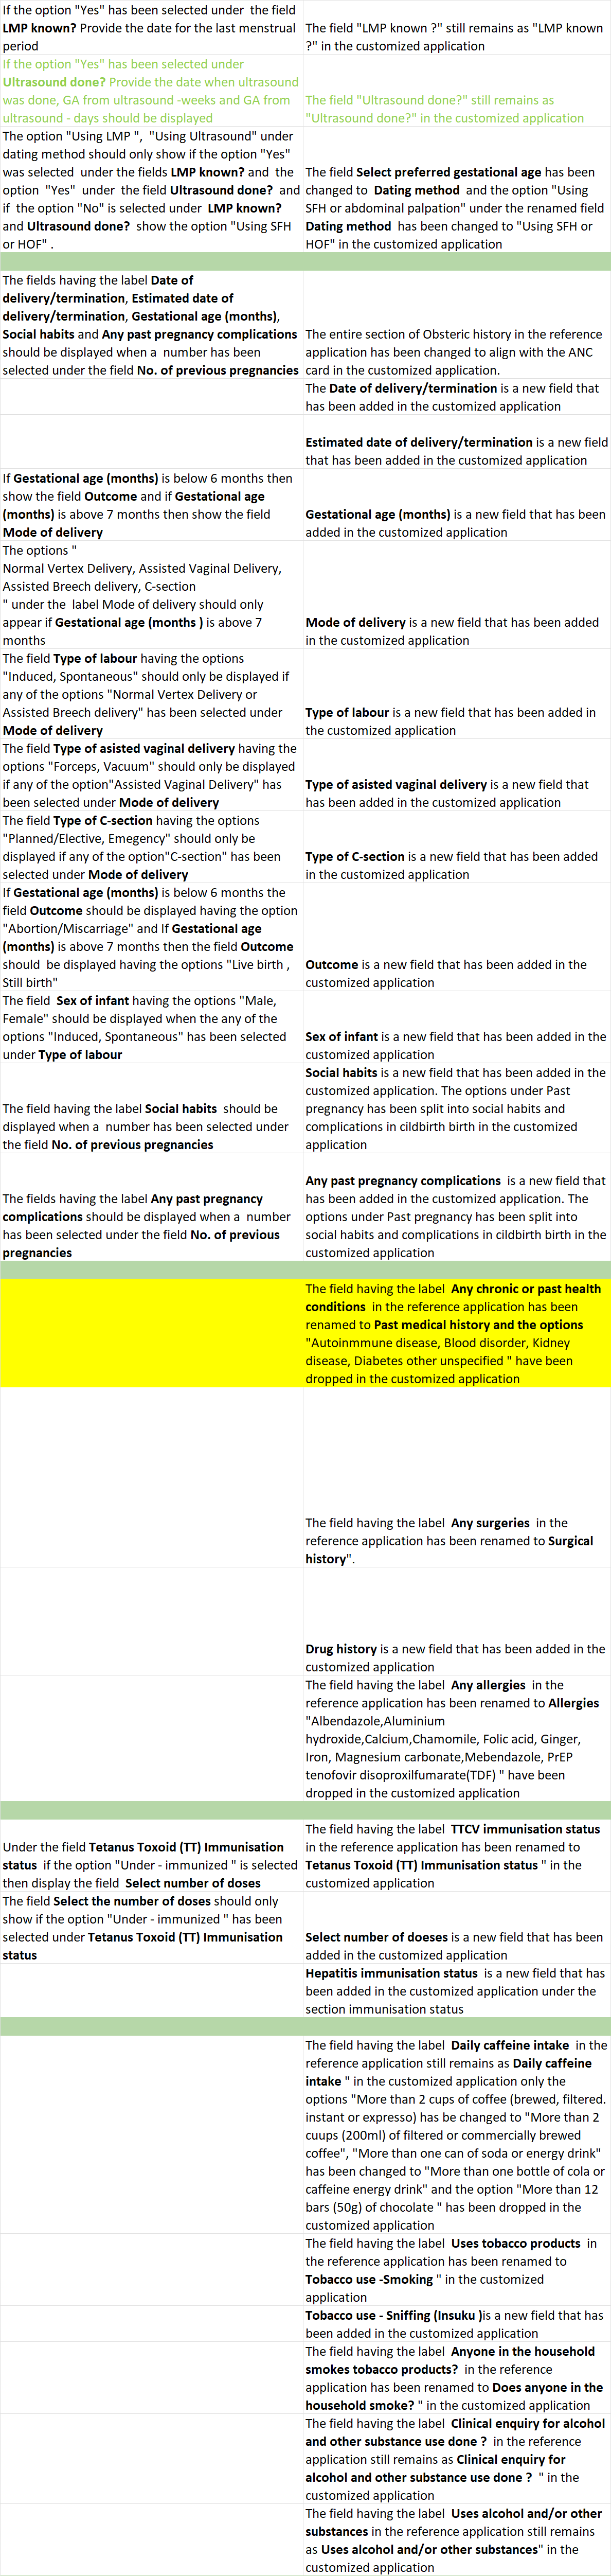 If the option "Yes" has been selected under the field
LMP known? Provide the date for the last menstrual
period
The field "LMP known ?" still remains as "LMP known
?" in the customized application
If the option "Yes" has been selected under
Ultrasound done? Provide the date when ultrasound
was done, GA from ultrasound -weeks and GA from
ultrasound - days should be displayed
The field "Ultrasound done?" still remains as
"Ultrasound done?" in the customized application
The option "Using LMP ", "Using Ultrasound" under
dating method should only show if the option "Yes"
was selected under the fields LMP known? and the
option "Yes" under the field Ultrasound done? and
if the option "No" is selected under LMP known?
and Ultrasound done? show the option "Using SFH
or HOF" .
The field Select preferred gestational age has been
changed to Dating method and the option "Using
SFH or abdominal palpation" under the renamed field
Dating method has been changed to "Using SFH or
HOF" in the customized application
The fields having the label Date of
delivery/termination, Estimated date of
delivery/termination, Gestational age (months),
Social habits and Any past pregnancy complications
should be displayed when a number has been
selected under the field No. of previous pregnancies
The entire section of Obsteric history in the reference
application has been changed to align with the ANC
card in the customized application.
The Date of delivery/termination is a new field that
has been added in the customized application
Estimated date of delivery/termination is a new field
that has been added in the customized application
If Gestational age (months) is below 6 months then
show the field Outcome and if Gestational age
(months) is above 7 months then show the field
Mode of delivery
Gestational age (months) is a new field that has been
added in the customized application
The options "
Normal Vertex Delivery, Assisted Vaginal Delivery,
Assisted Breech delivery, C-section
" under the label Mode of delivery should only
appear if Gestational age (months ) is above 7
months
Mode of delivery is a new field that has been added
in the customized application
The field Type of labour having the options
"Induced, Spontaneous" should only be displayed if
any of the options "Normal Vertex Delivery or
Assisted Breech delivery" has been selected under
Mode of delivery
Type of labour is a new field that has been added in
the customized application
The field Type of asisted vaginal delivery having the
options "Forceps, Vacuum" should only be displayed
if any of the option"Assisted Vaginal Delivery" has
been selected under Mode of delivery
Type of asisted vaginal delivery is a new field that
has been added in the customized application
The field Type of C-section having the options
"Planned/Elective, Emegency" should only be
displayed if any of the option"C-section" has been
selected under Mode of delivery
Type of C-section is a new field that has been added
in the customized application
If Gestational age (months) is below 6 months the
field Outcome should be displayed having the option
"Abortion/Miscarriage" and If Gestational age
(months) is above 7 months then the field Outcome
should be displayed having the options "Live birth ,
Still birth"
Outcome is a new field that has been added in the
customized application
The field Sex of infant having the options "Male,
Female" should be displayed when the any of the
options "Induced, Spontaneous" has been selected
under Type of labour
Sex of infant is a new field that has been added in the
customized application
The field having the label Social habits should be
displayed when a number has been selected under
the field No. of previous pregnancies
Social habits is a new field that has been added in the
customized application. The options under Past
pregnancy has been split into social habits and
complications in cildbirth birth in the customized
application
The fields having the label Any past pregnancy
complications should be displayed when a number
has been selected under the field No. of previous
pregnancies
Any past pregnancy complications is a new field that
has been added in the customized application. The
options under Past pregnancy has been split into
social habits and complications in cildbirth birth in the
customized application
The field having the label Any chronic or past health
conditions in the reference application has been
renamed to Past medical history and the options
"Autoinmmune disease, Blood disorder, Kidney
disease, Diabetes other unspecified " have been
dropped in the customized application
The field having the label Any surgeries in the
reference application has been renamed to Surgical
history".
Drug history is a new field that has been added in the
customized application
The field having the label Any allergies in the
reference application has been renamed to Allergies
"Albendazole,Aluminium
hydroxide,Calcium,Chamomile, Folic acid, Ginger,
Iron, Magnesium carbonate,Mebendazole, PrEP
tenofovir disoproxilfumarate(TDF) " have been
dropped in the customized application
Under the field Tetanus Toxoid (TT) Immunisation
status if the option "Under - immunized " is selected
then display the field Select number of doses
The field having the label TTCV immunisation status
in the reference application has been renamed to
Tetanus Toxoid (TT) Immunisation status " in the
customized application
The field Select the number of doses should only
show if the option "Under - immunized " has been
selected under Tetanus Toxoid (TT) Immunisation
status
Select number of doeses is a new field that has been
added in the customized application
Hepatitis immunisation status is a new field that has
been added in the customized application under the
section immunisation status
The field having the label Daily caffeine intake in the
reference application still remains as Daily caffeine
intake " in the customized application only the
options "More than 2 cups of coffee (brewed, filtered.
instant or expresso) has be changed to "More than 2
cuups (200ml) of filtered or commercially brewed
coffee", "More than one can of soda or energy drink"
has been changed to "More than one bottle of cola or
caffeine energy drink" and the option "More than 12
bars (50g) of chocolate " has been dropped in the
customized application
The field having the label Uses tobacco products in
the reference application has been renamed to
Tobacco use -Smoking " in the customized
application
Tobacco use - Sniffing (Insuku )is a new field that has
been added in the customized application
The field having the label Anyone in the household
smokes tobacco products? in the reference
application has been renamed to Does anyone in the
household smoke? " in the customized application
The field having the label Clinical enquiry for alcohol
and other substance use done ? in the reference
application still remains as Clinical enquiry for
alcohol and other substance use done ? " in the
customized application
The field having the label Uses alcohol and/or other
substances in the reference application still remains
as Uses alcohol and/or other substances" in the
customized application